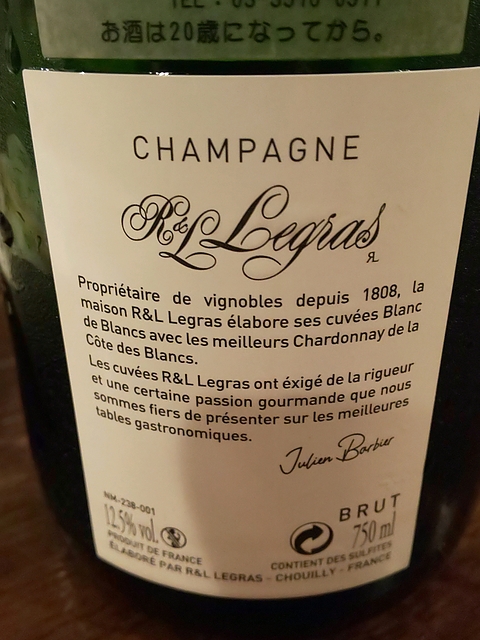 お酒は20歳になってから。
CHAMPAGNE
R&L Legras
RL
Propriétaire de vignobles depuis 1808, la
maison R&L Legras élabore ses cuvées Blanc
de Blancs avec les meilleurs Chardonnay de la
Côte des Blancs.
Les cuvées R&L Legras ont éxigé de la rigueur
et une certaine passion gourmande que nous
sommes fiers de présenter sur les meilleures
tables gastronomiques.
Julien Barbier
NM-238-001
BRUT
12.5% vol.
750 ml
PRODUIT DE FRANCE
CONTIENT DES SULFITES
ÉLABORÉ PAR R&L LEGRAS - CHOUILLY - FRANCE